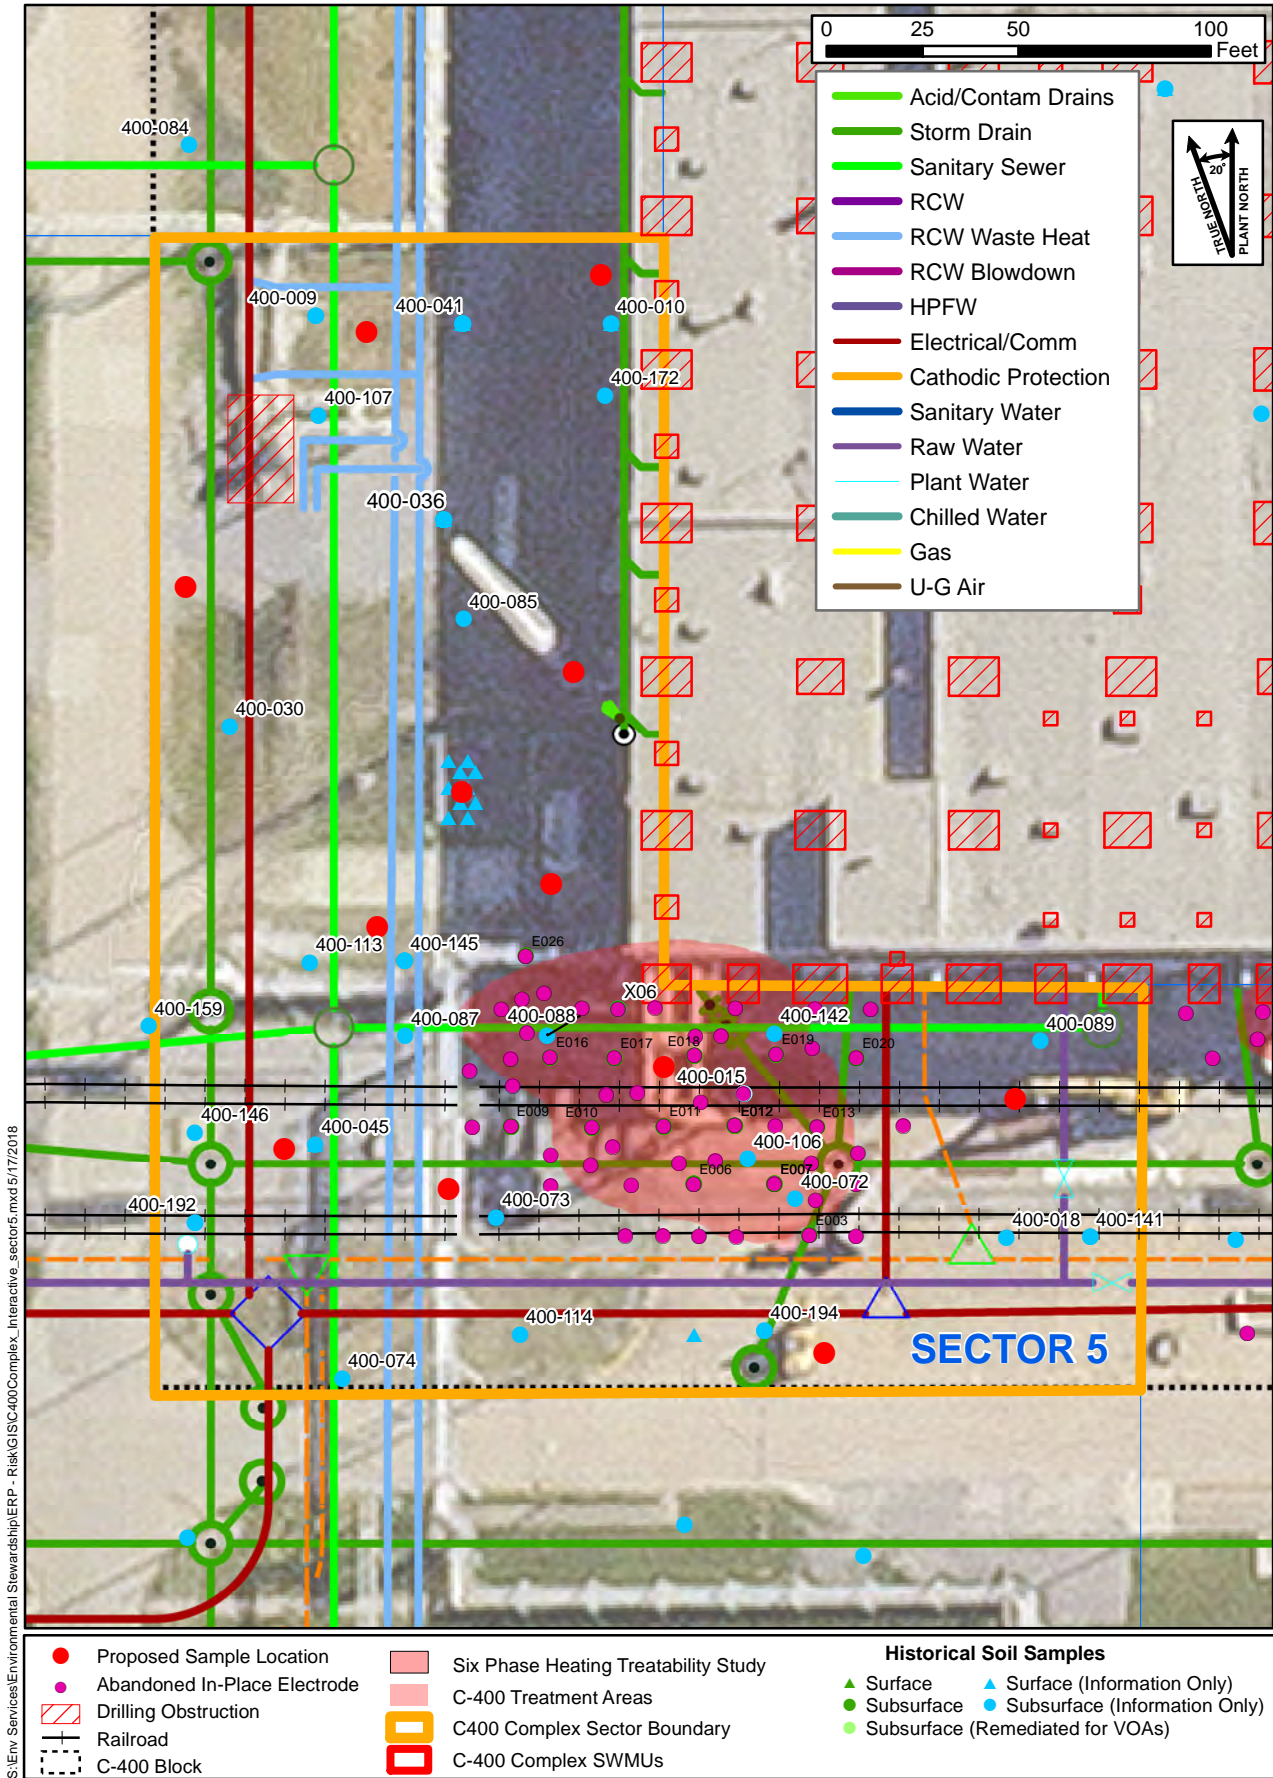 0 25 50 100
Feet
Acid/Contam Drains
Storm Drain
Sanitary Sewer
RCW
RCW Waste Heat
RCW Blowdown
HPFW
Electrical/Comm
Cathodic Protection
Sanitary Water
Raw Water
Plant Water
Chilled Water
Gas
U-G Air
20°
TRUE NORTH
PLANT NORTH
400-084
400-009
400-041
400-010
400-172
400-107
400-036
400-085
400-030
E026
400-113
400-145
X06
400-159
400-087
400-088
400-142
400-089
E016
E017
E018
E019
E020
400-015
400-146
400-045
E009
E010
E011
E012
E013
400-106
E006
E007
400-072
400-192
400-073
E003
400-018
400-141
400-114
400-194
SECTOR 5
400-074
S:\Env Services\Environmental Stewardship\ERP - Risk\GIS\C400Complex_Interactive_sector5.mxd 5/17/2018
Proposed Sample Location
Abandoned In-Place Electrode
Drilling Obstruction
Railroad
C-400 Block
Six Phase Heating Treatability Study
C-400 Treatment Areas
C400 Complex Sector Boundary
C-400 Complex SWMUs
Historical Soil Samples
Surface
Surface (Information Only)
Subsurface
Subsurface (Information Only)
Subsurface (Remediated for VOAs)